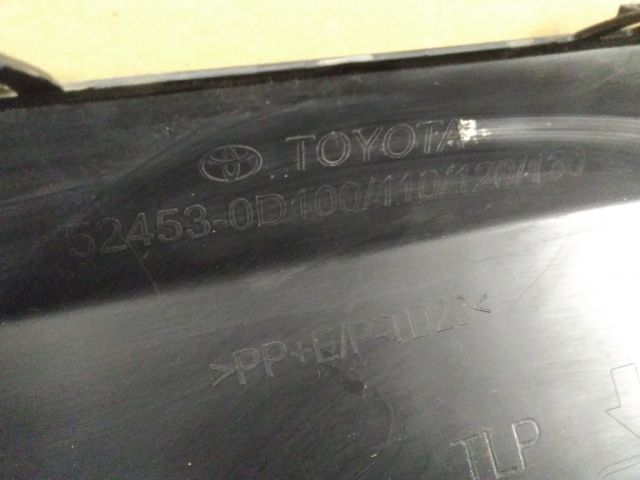 TOYOTA
52453-0D100/110/120/130
>PP+E/P-TD20<
TLP